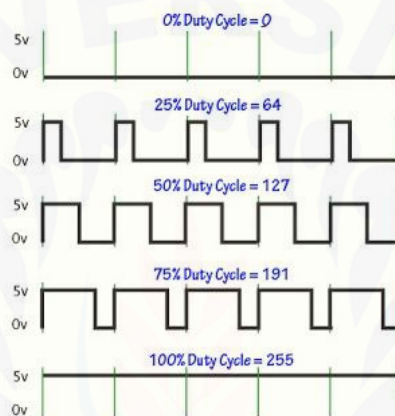 0% Duty Cycle = 0
5v
0v
25% Duty Cycle = 64
5v
0v
50% Duty Cycle = 127
5v
0v
75% Duty Cycle = 191
5v
0v
100% Duty Cycle = 255
5v
0v